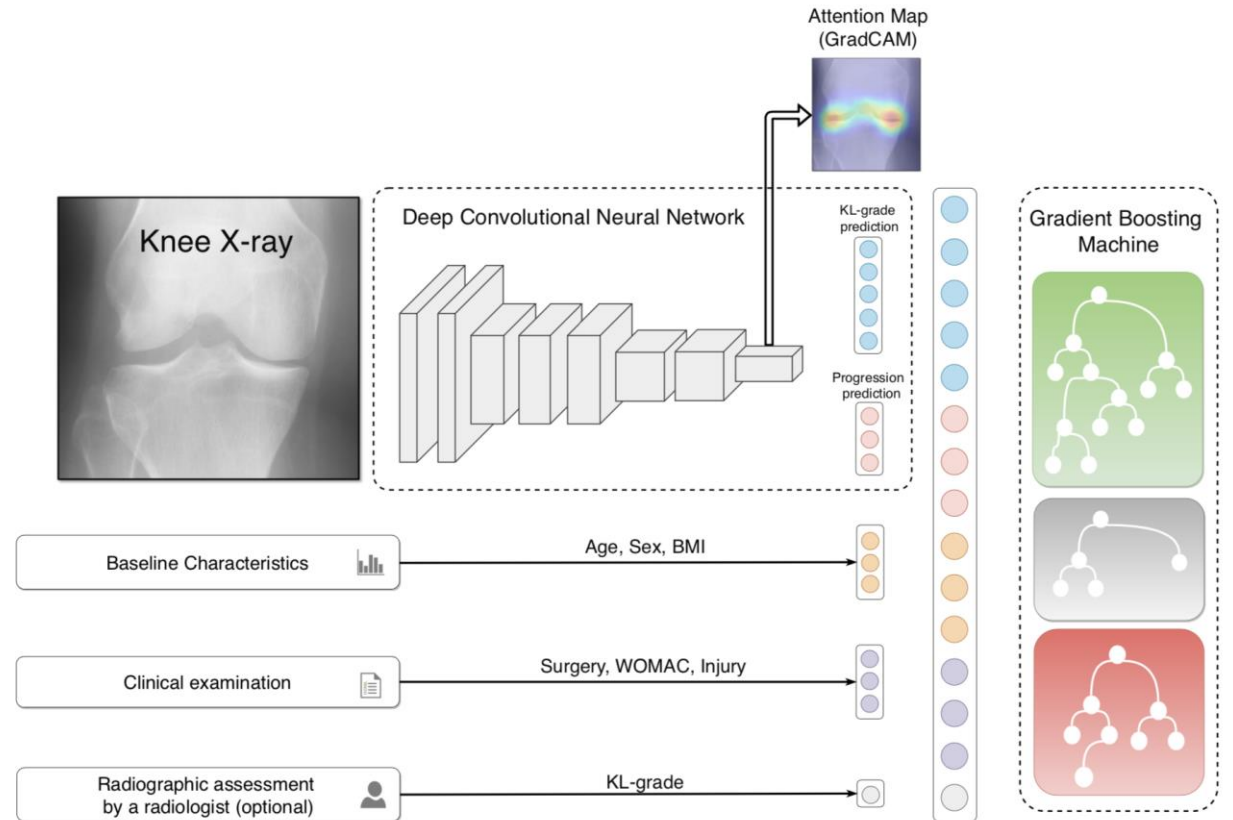 Attention Map
(GradCAM)
Knee X-ray
Deep Convolutional Neural Network
KL-grade
prediction
Progression
prediction
Gradient Boosting
Machine
Baseline Characteristics
Age, Sex, BMI
Clinical examination
Surgery, WOMAC, Injury
Radiographic assessment
by a radiologist (optional)
KL-grade